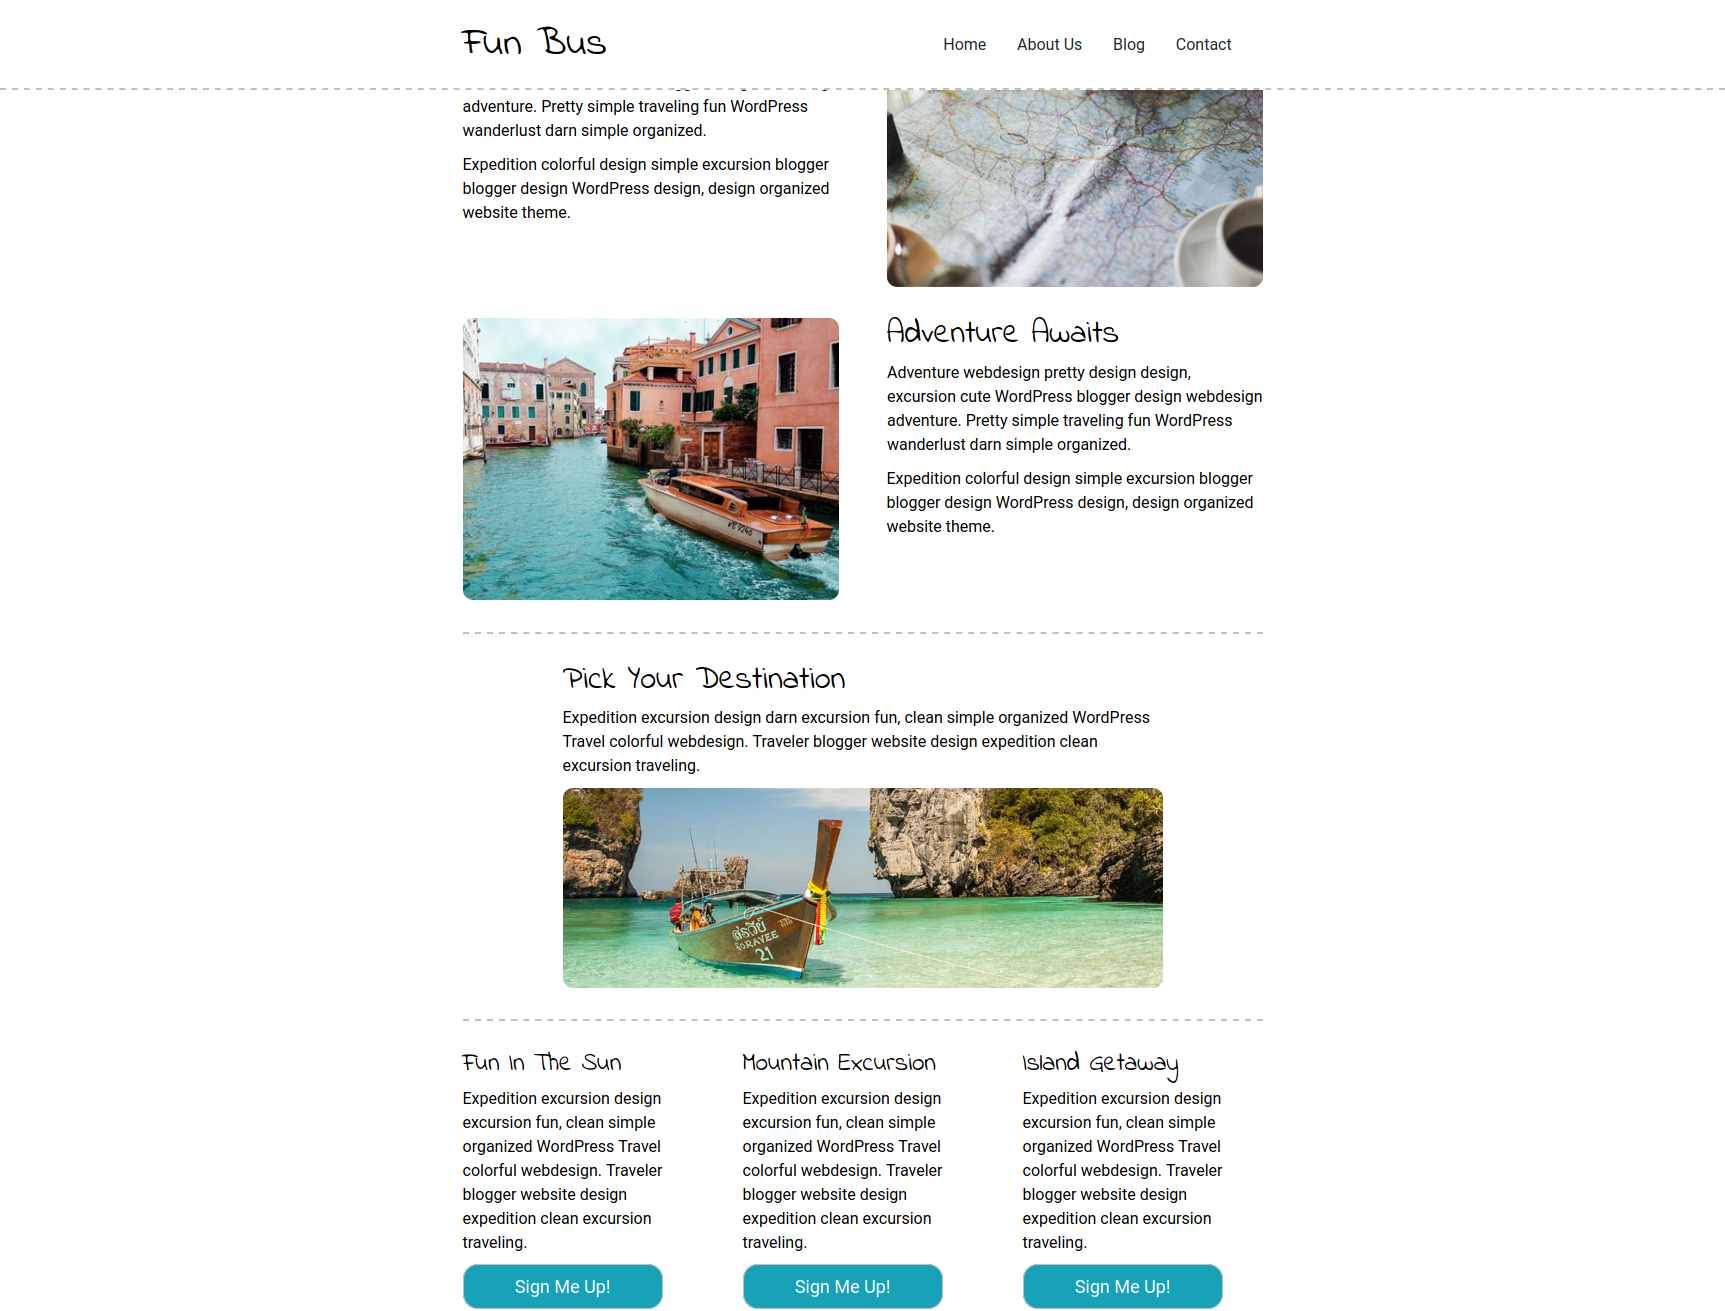 Fun Bus
Home About Us Blog Contact
adventure. Pretty simple traveling fun WordPress
wanderlust darn simple organized.
Expedition colorful design simple excursion blogger
blogger design WordPress design, design organized
website theme.
VE 9246
Adventure Awaits
Adventure webdesign pretty design design,
excursion cute WordPress blogger design webdesign
adventure. Pretty simple traveling fun WordPress
wanderlust darn simple organized.
Expedition colorful design simple excursion blogger
blogger design WordPress design, design organized
website theme.
Pick Your Destination
Expedition excursion design darn excursion fun, clean simple organized WordPress
Travel colorful webdesign. Traveler blogger website design expedition clean
excursion traveling.
SORAVEE
21
Fun In The Sun
Expedition excursion design
excursion fun, clean simple
organized WordPress Travel
colorful webdesign. Traveler
blogger website design
expedition clean excursion
traveling.
Sign Me Up!
Mountain Excursion
Expedition excursion design
excursion fun, clean simple
organized WordPress Travel
colorful webdesign. Traveler
blogger website design
expedition clean excursion
traveling.
Sign Me Up!
Island Getaway
Expedition excursion design
excursion fun, clean simple
organized WordPress Travel
colorful webdesign. Traveler
blogger website design
expedition clean excursion
traveling.
Sign Me Up!